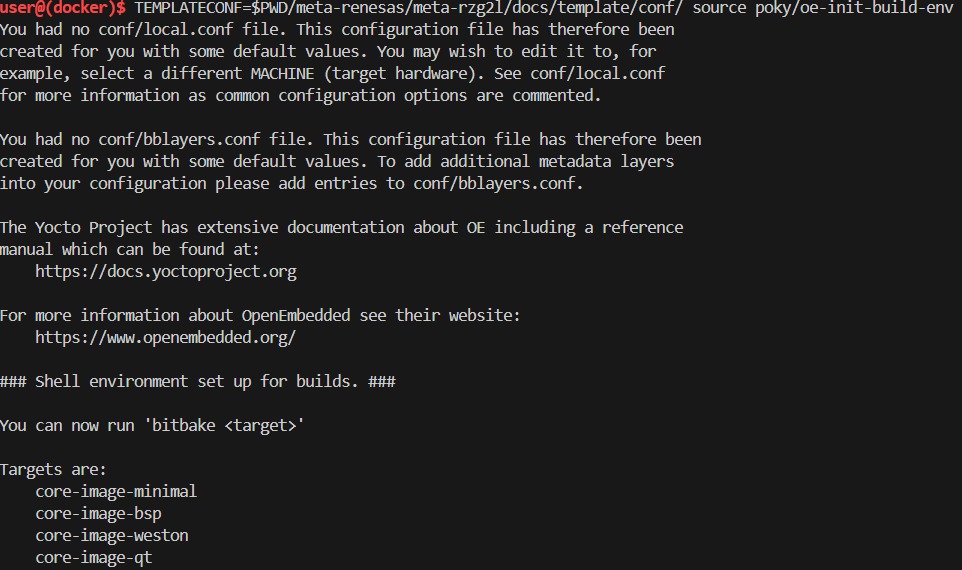 user@(docker)$ TEMPLATECONF=$PWD/meta-renesas/meta-rzg2l/docs/template/conf/ source poky/oe-init-build-env
You had no conf/local.conf file. This configuration file has therefore been
created for you with some default values. You may wish to edit it to, for
example, select a different MACHINE (target hardware). See conf/local.conf
for more information as common configuration options are commented.

You had no conf/bblayers.conf file. This configuration file has therefore been
created for you with some default values. To add additional metadata layers
into your configuration please add entries to conf/bblayers.conf.

The Yocto Project has extensive documentation about OE including a reference
manual which can be found at:
    https://docs.yoctoproject.org

For more information about OpenEmbedded see their website:
    https://www.openembedded.org/

### Shell environment set up for builds. ###

You can now run 'bitbake <target>'

Targets are:
    core-image-minimal
    core-image-bsp
    core-image-weston
    core-image-qt